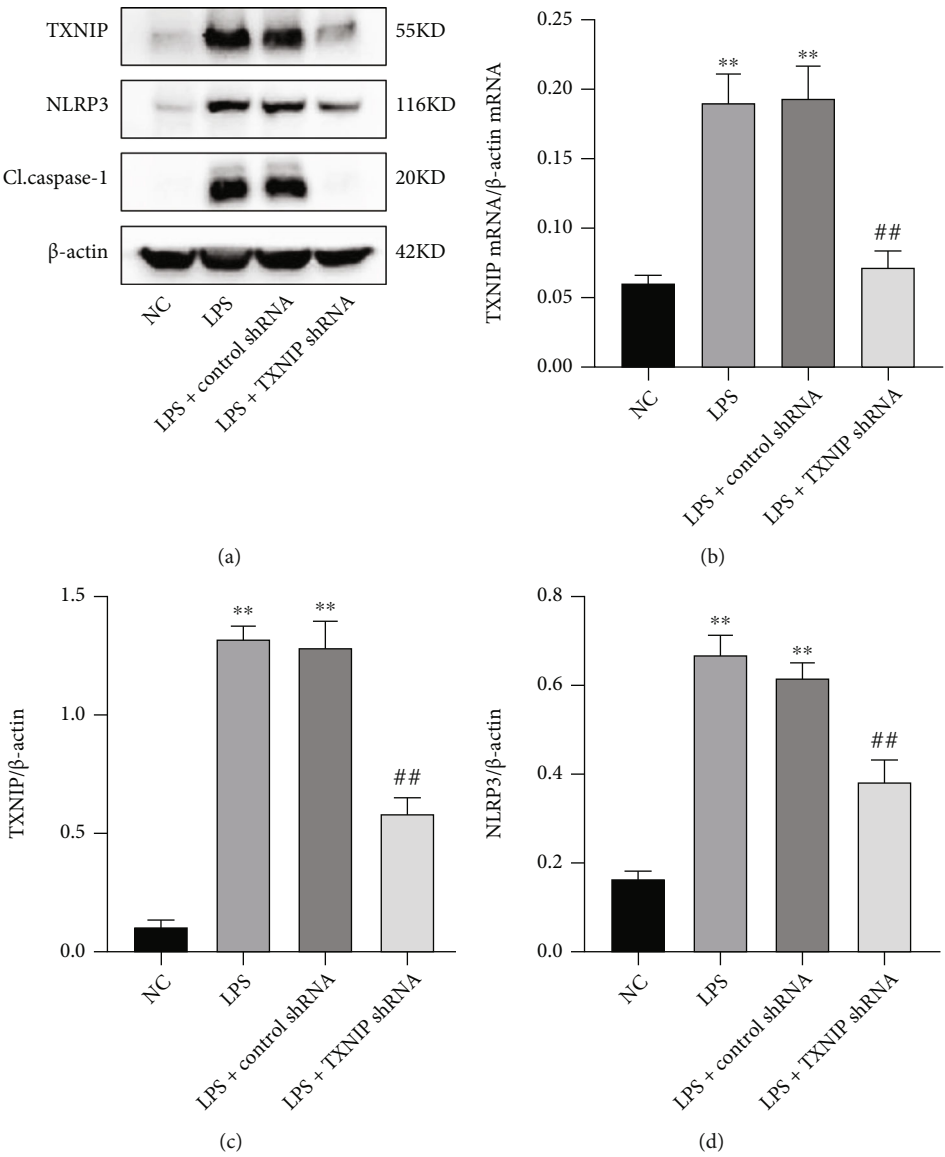 TXNIP 55KD
NLRP3 116KD
Cl.caspase-1 20KD
β-actin 42KD
NC
LPS
LPS + control shRNA
LPS + TXNIP shRNA
(a)
TXNIP mRNA/β-actin mRNA
0.25
0.20
0.15
0.10
0.05
0.00
** ** ##
NC
LPS
LPS + control shRNA
LPS + TXNIP shRNA
(b)
TXNIP/β-actin
1.5
1.0
0.5
0.0
** ** ##
NC
LPS
LPS + control shRNA
LPS + TXNIP shRNA
(c)
NLRP3/β-actin
0.8
0.6
0.4
0.2
0.0
** ** ##
NC
LPS
LPS + control shRNA
LPS + TXNIP shRNA
(d)